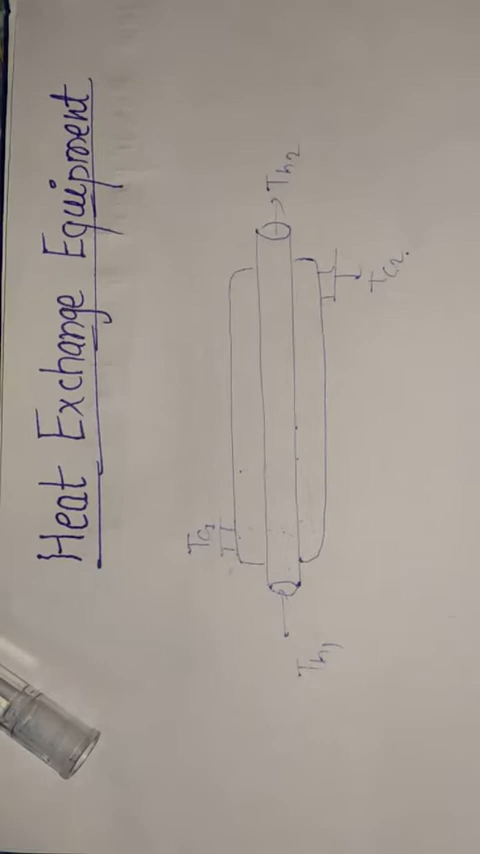 Heat Exchange Equipment
Tc₁
Th₁
Th₂
Tc₂.